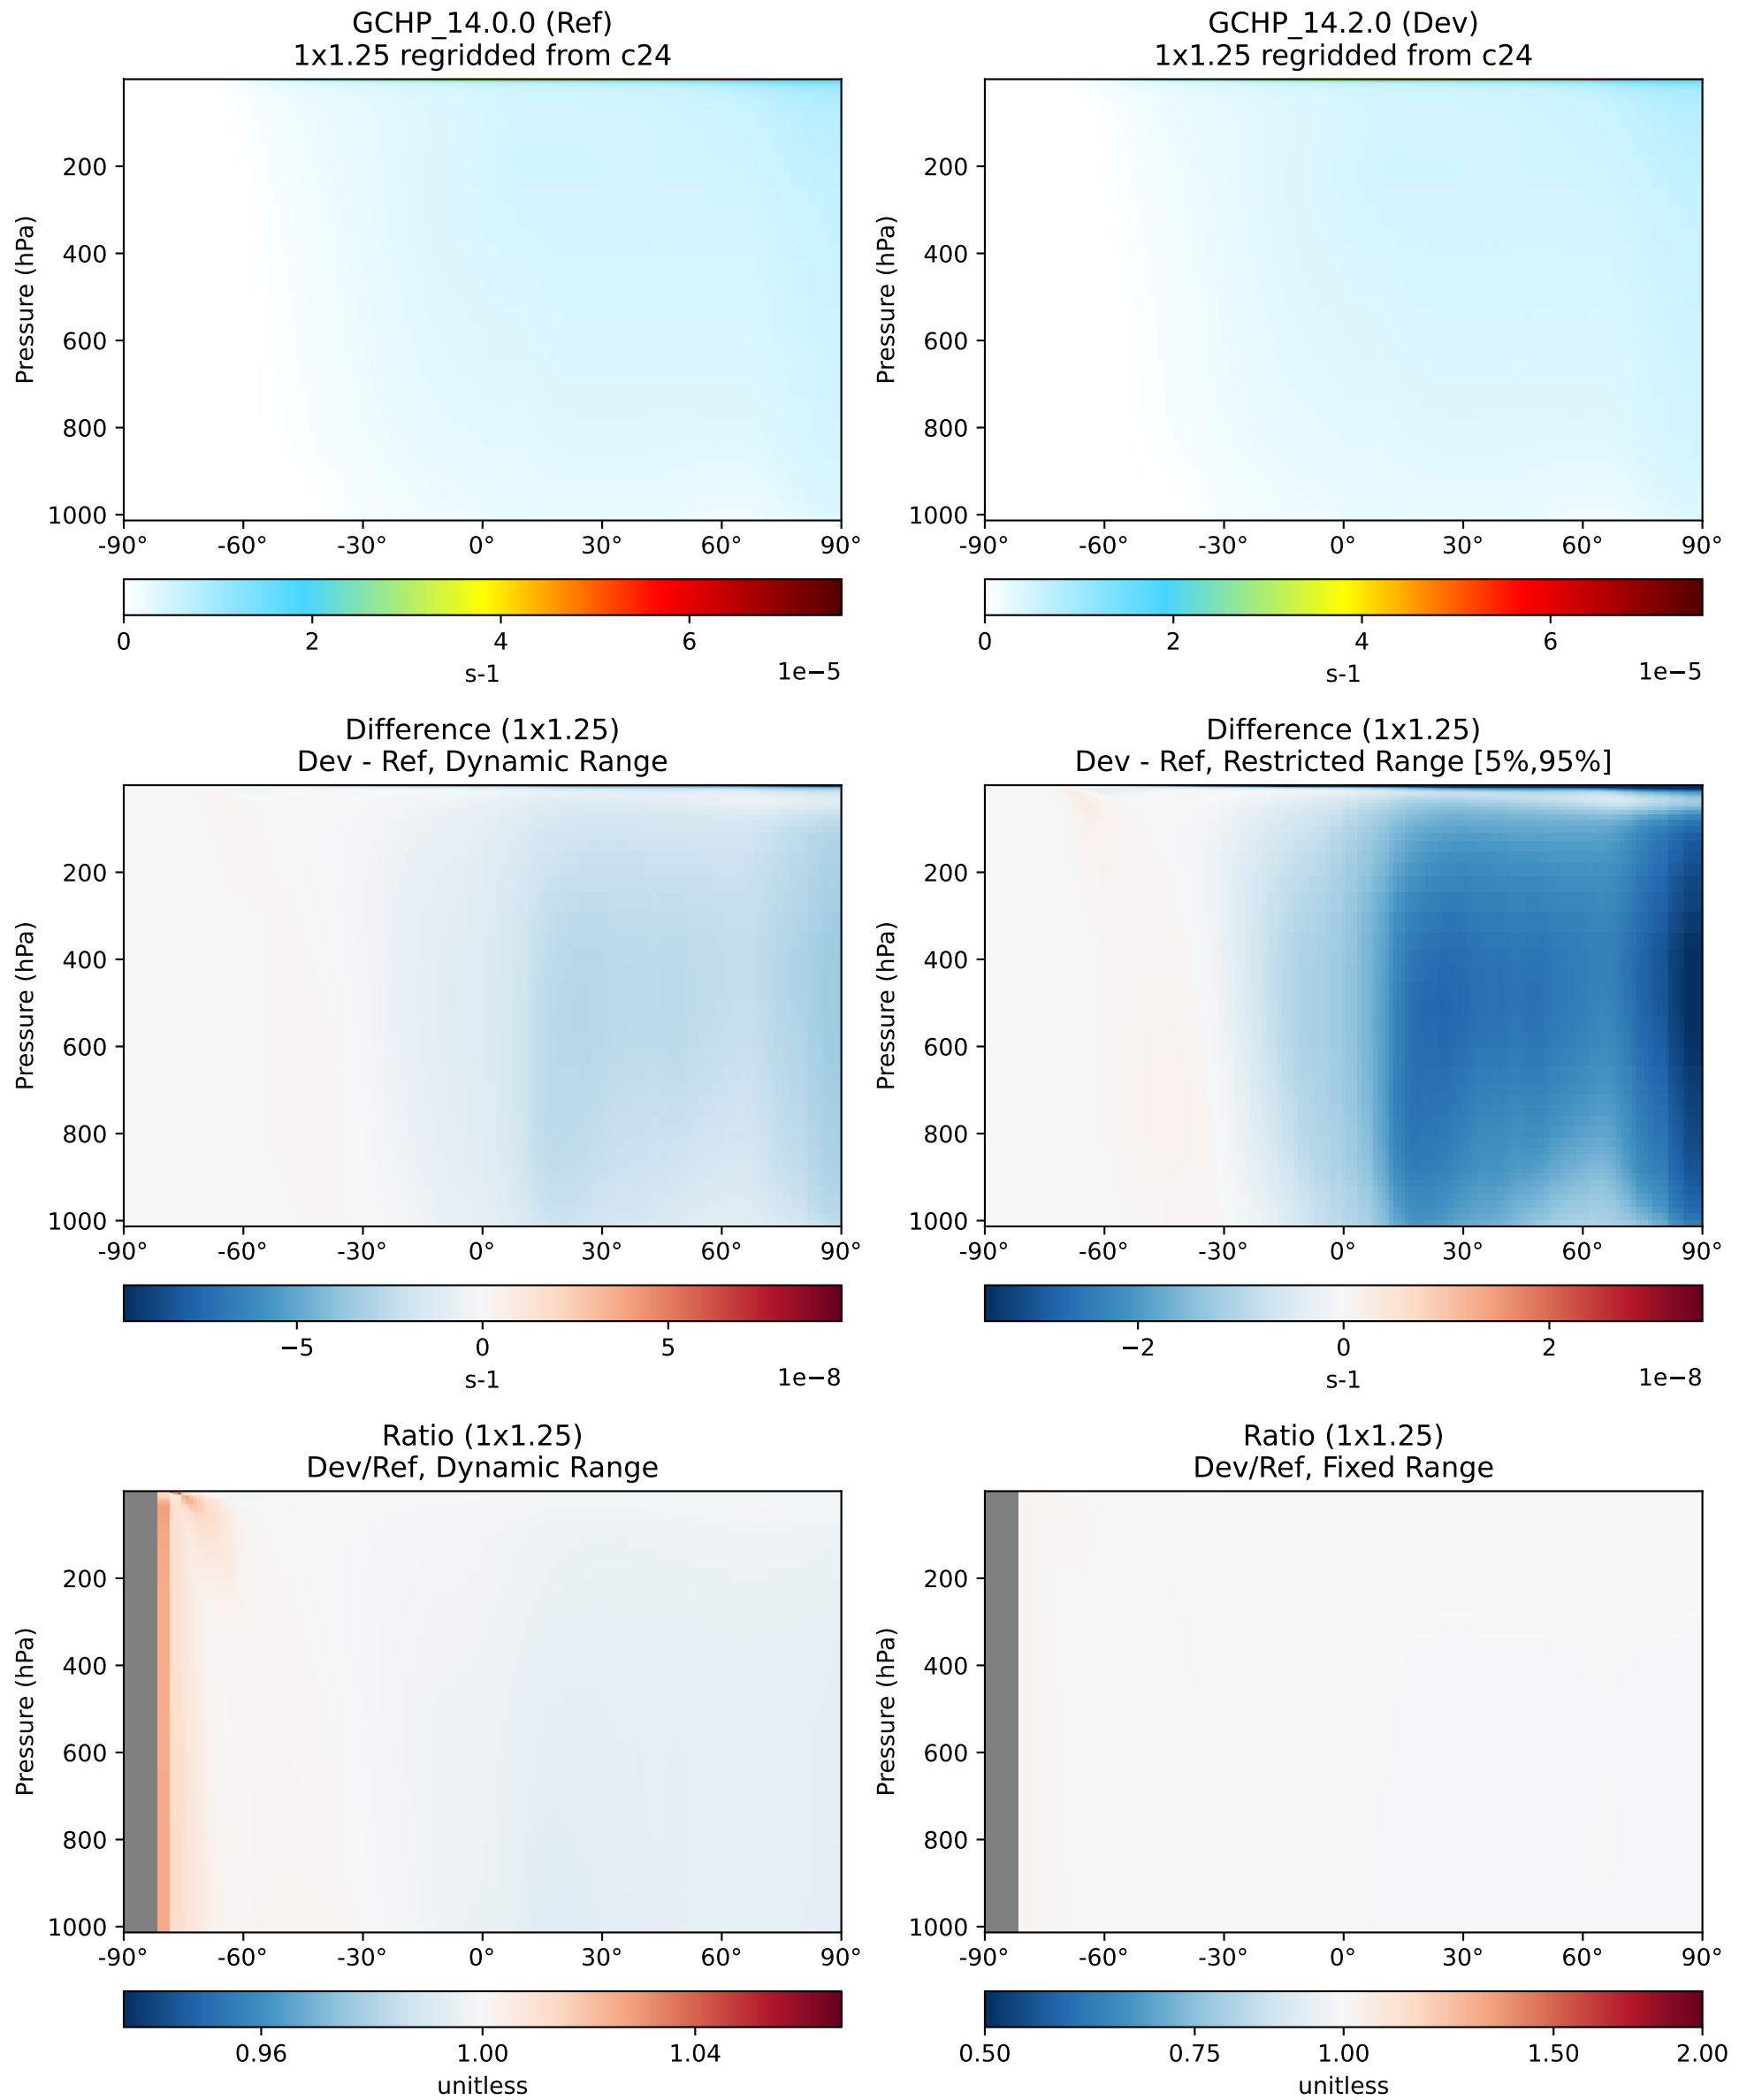 GCHP_14.0.0 (Ref)
1x1.25 regridded from c24
Pressure (hPa)
200
400
600
800
1000
-90° -60° -30° 0° 30° 60° 90°
0 2 4 6
s-1
1e−5
GCHP_14.2.0 (Dev)
1x1.25 regridded from c24
Pressure (hPa)
200
400
600
800
1000
-90° -60° -30° 0° 30° 60° 90°
0 2 4 6
s-1
1e−5
Difference (1x1.25)
Dev - Ref, Dynamic Range
Pressure (hPa)
200
400
600
800
1000
-90° -60° -30° 0° 30° 60° 90°
−5 0 5
s-1
1e−8
Difference (1x1.25)
Dev - Ref, Restricted Range [5%,95%]
Pressure (hPa)
200
400
600
800
1000
-90° -60° -30° 0° 30° 60° 90°
−2 0 2
s-1
1e−8
Ratio (1x1.25)
Dev/Ref, Dynamic Range
Pressure (hPa)
200
400
600
800
1000
-90° -60° -30° 0° 30° 60° 90°
0.96 1.00 1.04
unitless
Ratio (1x1.25)
Dev/Ref, Fixed Range
Pressure (hPa)
200
400
600
800
1000
-90° -60° -30° 0° 30° 60° 90°
0.50 0.75 1.00 1.50 2.00
unitless